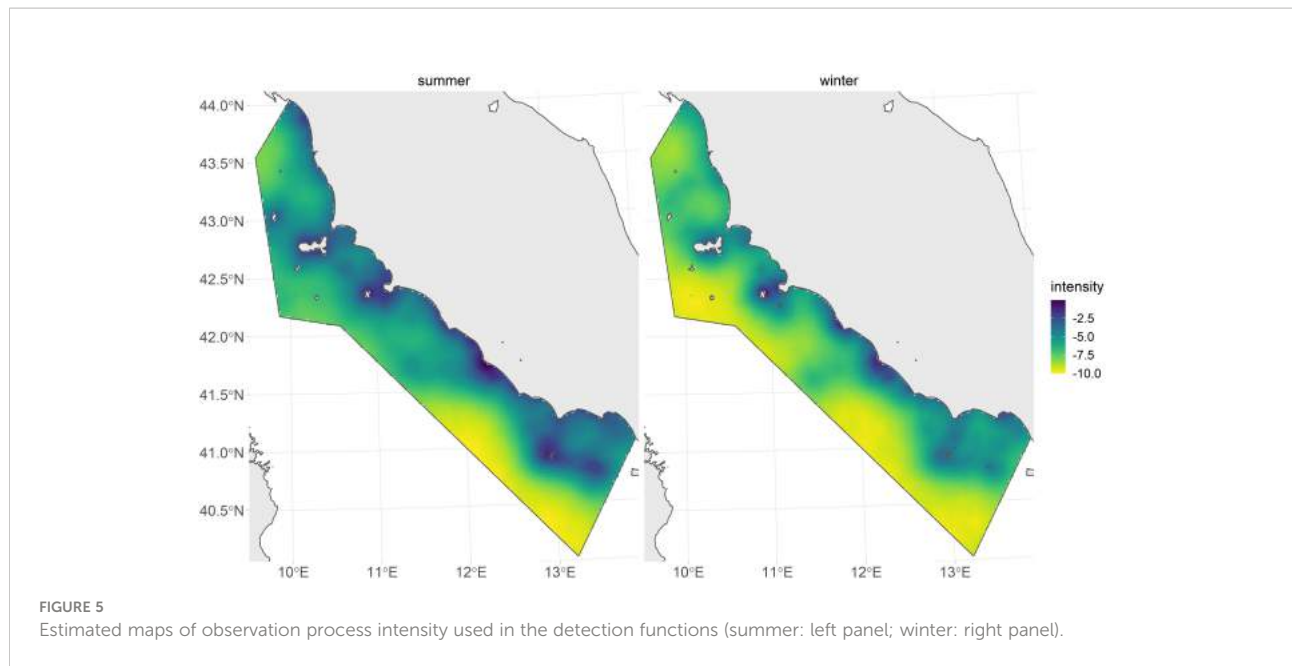 summer
winter
44.0°N
43.5°N
43.0°N
42.5°N
42.0°N
41.5°N
41.0°N
40.5°N
10°E 11°E 12°E 13°E
10°E 11°E 12°E 13°E
intensity
-2.5
-5.0
-7.5
-10.0
FIGURE 5
Estimated maps of observation process intensity used in the detection functions (summer: left panel; winter: right panel).